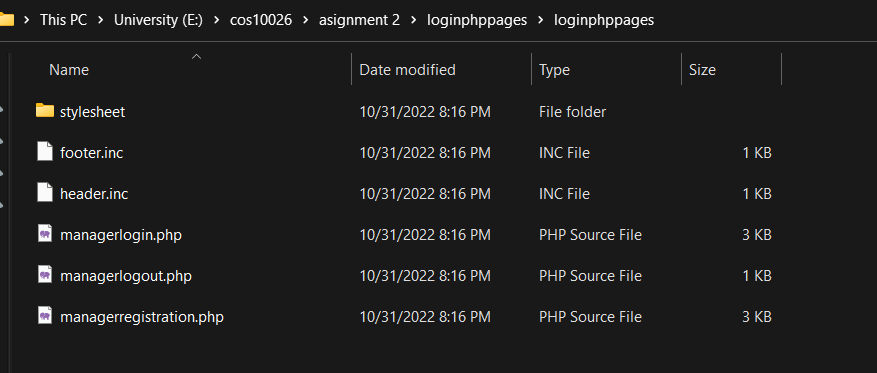 This PC > University (E:) > cos10026 > asignment 2 > loginphppages > loginphppages
Name Date modified Type Size
stylesheet 10/31/2022 8:16 PM File folder
footer.inc 10/31/2022 8:16 PM INC File 1 KB
header.inc 10/31/2022 8:16 PM INC File 1 KB
managerlogin.php 10/31/2022 8:16 PM PHP Source File 3 KB
managerlogout.php 10/31/2022 8:16 PM PHP Source File 1 KB
managerregistration.php 10/31/2022 8:16 PM PHP Source File 3 KB